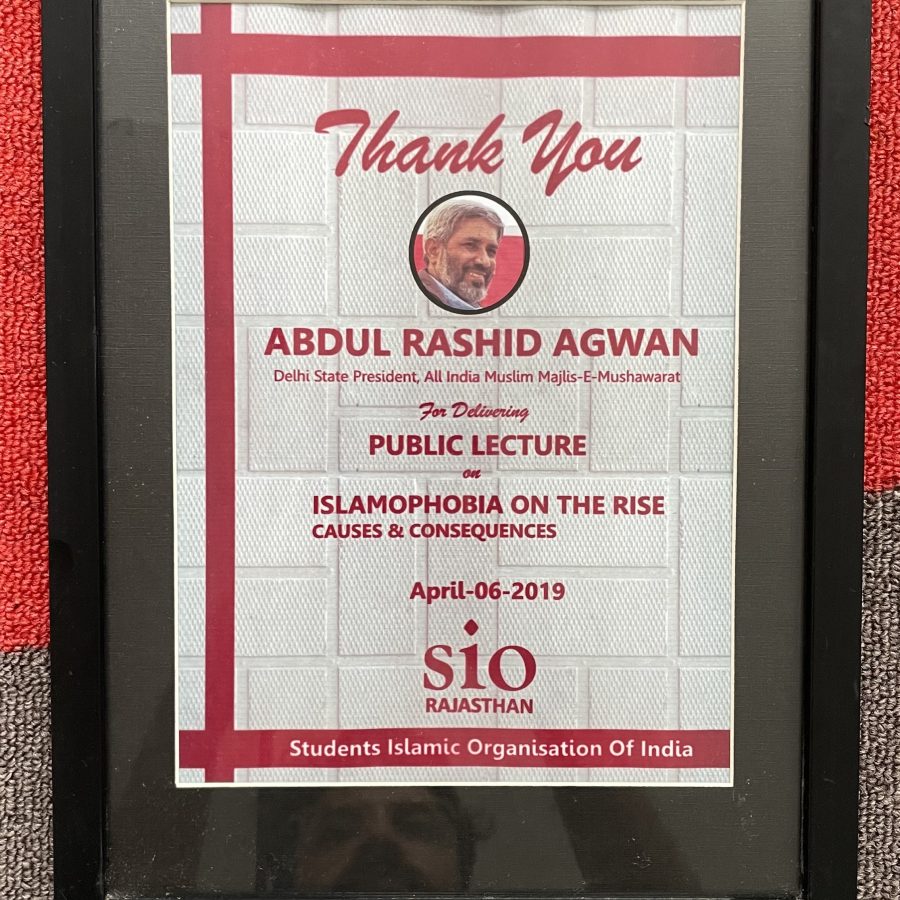 Thank You
ABDUL RASHID AGWAN
Delhi State President, All India Muslim Majlis-E-Mushawarat
For Delivering
PUBLIC LECTURE
on
ISLAMOPHOBIA ON THE RISE
CAUSES & CONSEQUENCES
April-06-2019
sio
RAJASTHAN
Students Islamic Organisation Of India